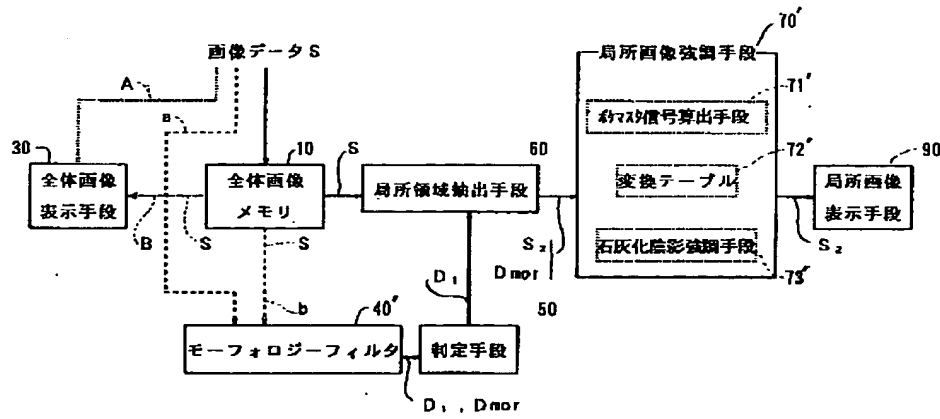 画像データS
A
a
30
全体画像
表示手段
B
S
10
全体画像
メモリ
S
b
S
60
局所領域抽出手段
D₁
40′
モーフォロジーフィルタ
D₁ , Dmor
50
判定手段
S₂
Dmor
70′
局所画像強調手段
71′
ボケマスク信号算出手段
72′
変換テーブル
石灰化陰影強調手段
73′
S₂
90
局所画像
表示手段